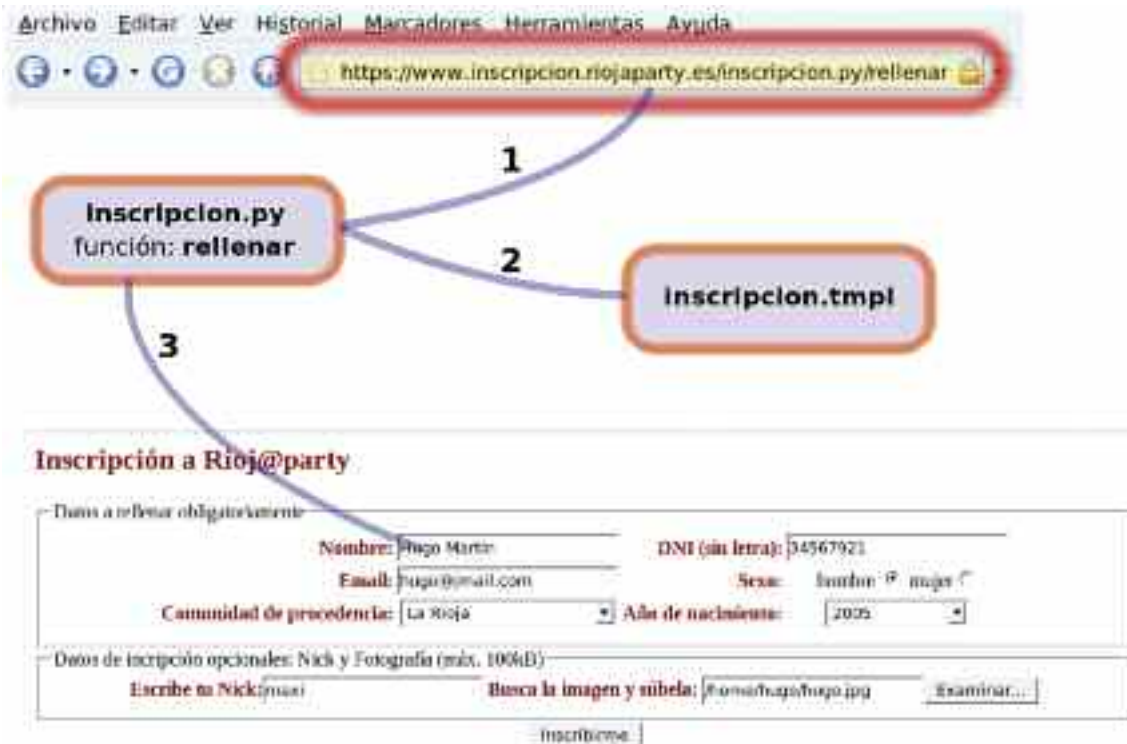 Archivo Editar Ver Historial Marcadores Herramientas Ayuda
https://www.inscripcion.riojaparty.es/inscripcion.py/rellenar
1
inscripcion.py
función: rellenar
2
inscripcion.tmpl
3
Inscripción a Rioj@party
Datos a rellenar obligatoriamente
Nombre: Hugo Martin DNI (sin letra): 34567921
Email: hugo@gmail.com Sexo: hombre mujer
Comunidad de procedencia: La Rioja Año de nacimiento: 2005
Datos de incripción opcionales: Nick y Fotografía (máx. 100kB)
Escribe tu Nick: maxi Busca la imagen y súbela: /home/hugo/hugo.jpg Examinar...
Inscribirme